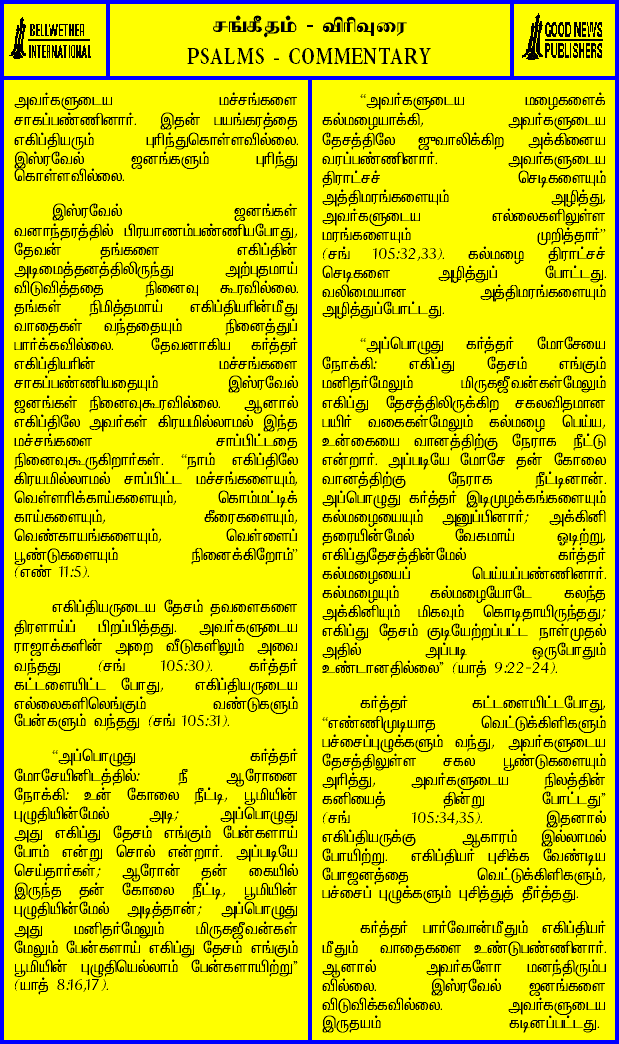 BELLWETHER
INTERNATIONAL
சங்கீதம் - விரிவுரை
PSALMS - COMMENTARY
GOOD NEWS
PUBLISHERS
அவர்களுடைய மச்சங்களை
சாகப்பண்ணினார். இதன் பயங்கரத்தை
எகிப்தியரும் புரிந்துகொள்ளவில்லை.
இஸ்ரவேல் ஜனங்களும் புரிந்து
கொள்ளவில்லை.
இஸ்ரவேல் ஜனங்கள்
வனாந்தரத்தில் பிரயாணம்பண்ணியபோது,
தேவன் தங்களை எகிப்தின்
அடிமைத்தனத்திலிருந்து அற்புதமாய்
விடுவித்ததை நினைவு கூரவில்லை.
தங்கள் நிமித்தமாய் எகிப்தியரின்மீது
வாதைகள் வந்ததையும் நினைத்துப்
பார்க்கவில்லை. தேவனாகிய கர்த்தர்
எகிப்தியரின் மச்சங்களை
சாகப்பண்ணியதையும் இஸ்ரவேல்
ஜனங்கள் நினைவுகூரவில்லை. ஆனால்
எகிப்திலே அவர்கள் கிரயமில்லாமல் இந்த
மச்சங்களை சாப்பிட்டதை
நினைவுகூருகிறார்கள். “நாம் எகிப்திலே
கிரயமில்லாமல் சாப்பிட்ட மச்சங்களையும்,
வெள்ளரிக்காய்களையும், கொம்மட்டிக்
காய்களையும், கீரைகளையும்,
வெண்காயங்களையும், வெள்ளைப்
பூண்டுகளையும் நினைக்கிறோம்”
(எண் 11:5).
எகிப்தியருடைய தேசம் தவளைகளை
திரளாய்ப் பிறப்பித்தது. அவர்களுடைய
ராஜாக்களின் அறை வீடுகளிலும் அவை
வந்தது (சங் 105:30). கர்த்தர்
கட்டளையிட்ட போது, எகிப்தியருடைய
எல்லைகளிலெங்கும் வண்டுகளும்
பேன்களும் வந்தது (சங் 105:31).
“அப்பொழுது கர்த்தர்
மோசேயினிடத்தில்: நீ ஆரோனை
நோக்கி: உன் கோலை நீட்டி, பூமியின்
புழுதியின்மேல் அடி; அப்பொழுது
அது எகிப்து தேசம் எங்கும் பேன்களாய்
போம் என்று சொல் என்றார். அப்படியே
செய்தார்கள்; ஆரோன் தன் கையில்
இருந்த தன் கோலை நீட்டி, பூமியின்
புழுதியின்மேல் அடித்தான்; அப்பொழுது
அது மனிதர்மேலும் மிருகஜீவன்கள்
மேலும் பேன்களாய் எகிப்து தேசம் எங்கும்
பூமியின் புழுதியெல்லாம் பேன்களாயிற்று”
(யாத் 8:16,17).
“அவர்களுடைய மழைகளைக்
கல்மழையாக்கி, அவர்களுடைய
தேசத்திலே ஜுவாலிக்கிற அக்கினைய
வரப்பண்ணினார். அவர்களுடைய
திராட்சச் செடிகளையும்
அத்திமரங்களையும் அழித்து,
அவர்களுடைய எல்லைகளிலுள்ள
மரங்களையும் முறித்தார்”
(சங் 105:32,33). கல்மழை திராட்சச்
செடிகளை அழித்துப் போட்டது.
வலிமையான அத்திமரங்களையும்
அழித்துப்போட்டது.
“அப்பொழுது கர்த்தர் மோசேயை
நோக்கி: எகிப்து தேசம் எங்கும்
மனிதர்மேலும் மிருகஜீவன்கள்மேலும்
எகிப்து தேசத்திலிருக்கிற சகலவிதமான
பயிர் வகைகள்மேலும் கல்மழை பெய்ய,
உன்கையை வானத்திற்கு நேராக நீட்டு
என்றார். அப்படியே மோசே தன் கோலை
வானத்திற்கு நேராக நீட்டினான்.
அப்பொழுது கர்த்தர் இடிமுழக்கங்களையும்
கல்மழையையும் அனுப்பினார்; அக்கினி
தரையின்மேல் வேகமாய் ஓடிற்று,
எகிப்துதேசத்தின்மேல் கர்த்தர்
கல்மழையைப் பெய்யப்பண்ணினார்.
கல்மழையும் கல்மழையோடே கலந்த
அக்கினியும் மிகவும் கொடிதாயிருந்தது;
எகிப்து தேசம் குடியேற்றப்பட்ட நாள்முதல்
அதில் அப்படி ஒருபோதும்
உண்டானதில்லை” (யாத் 9:22-24).
கர்த்தர் கட்டளையிட்டபோது,
“எண்ணிமுடியாத வெட்டுக்கிளிகளும்
பச்சைப்புழுக்களும் வந்து, அவர்களுடைய
தேசத்திலுள்ள சகல பூண்டுகளையும்
அரித்து, அவர்களுடைய நிலத்தின்
கனியைத் தின்று போட்டது”
(சங் 105:34,35). இதனால்
எகிப்தியருக்கு ஆகாரம் இல்லாமல்
போயிற்று. எகிப்தியர் புசிக்க வேண்டிய
போஜனத்தை வெட்டுக்கிளிகளும்,
பச்சைப் புழுக்களும் புசித்துத் தீர்த்தது.
கர்த்தர் பார்வோன்மீதும் எகிப்தியர்
மீதும் வாதைகளை உண்டுபண்ணினார்.
ஆனால் அவர்களோ மனந்திரும்ப
வில்லை. இஸ்ரவேல் ஜனங்களை
விடுவிக்கவில்லை. அவர்களுடைய
இருதயம் கடினப்பட்டது.